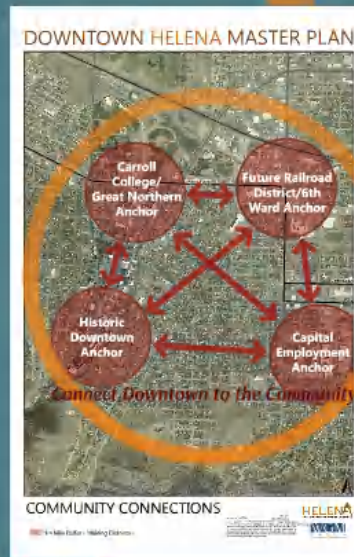 DOWNTOWN HELENA MASTER PLAN
Carroll
College/
Great Northern
Anchor
Future Railroad
District/6th
Ward Anchor
Historic
Downtown
Anchor
Capital
Employment
Anchor
Connect Downtown to the Community
COMMUNITY CONNECTIONS
HELENA
WGM